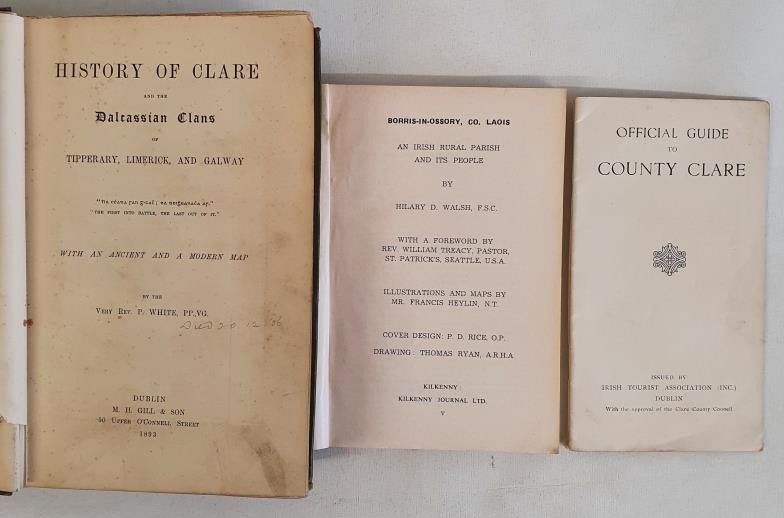 HISTORY OF CLARE
AND THE
Dalcassian Clans
OF
TIPPERARY, LIMERICK, AND GALWAY
"THE FIRST INTO BATTLE, THE LAST OUT OF IT."
WITH AN ANCIENT AND A MODERN MAP
BY THE
VERY REV. P. WHITE, PP.,VG.
Died 20 12 06
DUBLIN
M. H. GILL & SON
50 UPPER O'CONNELL STREET
1893
BORRIS-IN-OSSORY, CO. LAOIS
AN IRISH RURAL PARISH
AND ITS PEOPLE
BY
HILARY D. WALSH, F.S.C.
WITH A FOREWORD BY
REV. WILLIAM TREACY, PASTOR,
ST. PATRICK'S, SEATTLE, U.S.A.
ILLUSTRATIONS AND MAPS BY
MR. FRANCIS HEYLIN, N.T.
COVER DESIGN: P. D. RICE, O.P.
DRAWING: THOMAS RYAN, A.R.H.A
KILKENNY:
KILKENNY JOURNAL LTD.
V
OFFICIAL GUIDE
TO
COUNTY CLARE
ISSUED BY
IRISH TOURIST ASSOCIATION (INC.)
DUBLIN
With the approval of the Clare County Council